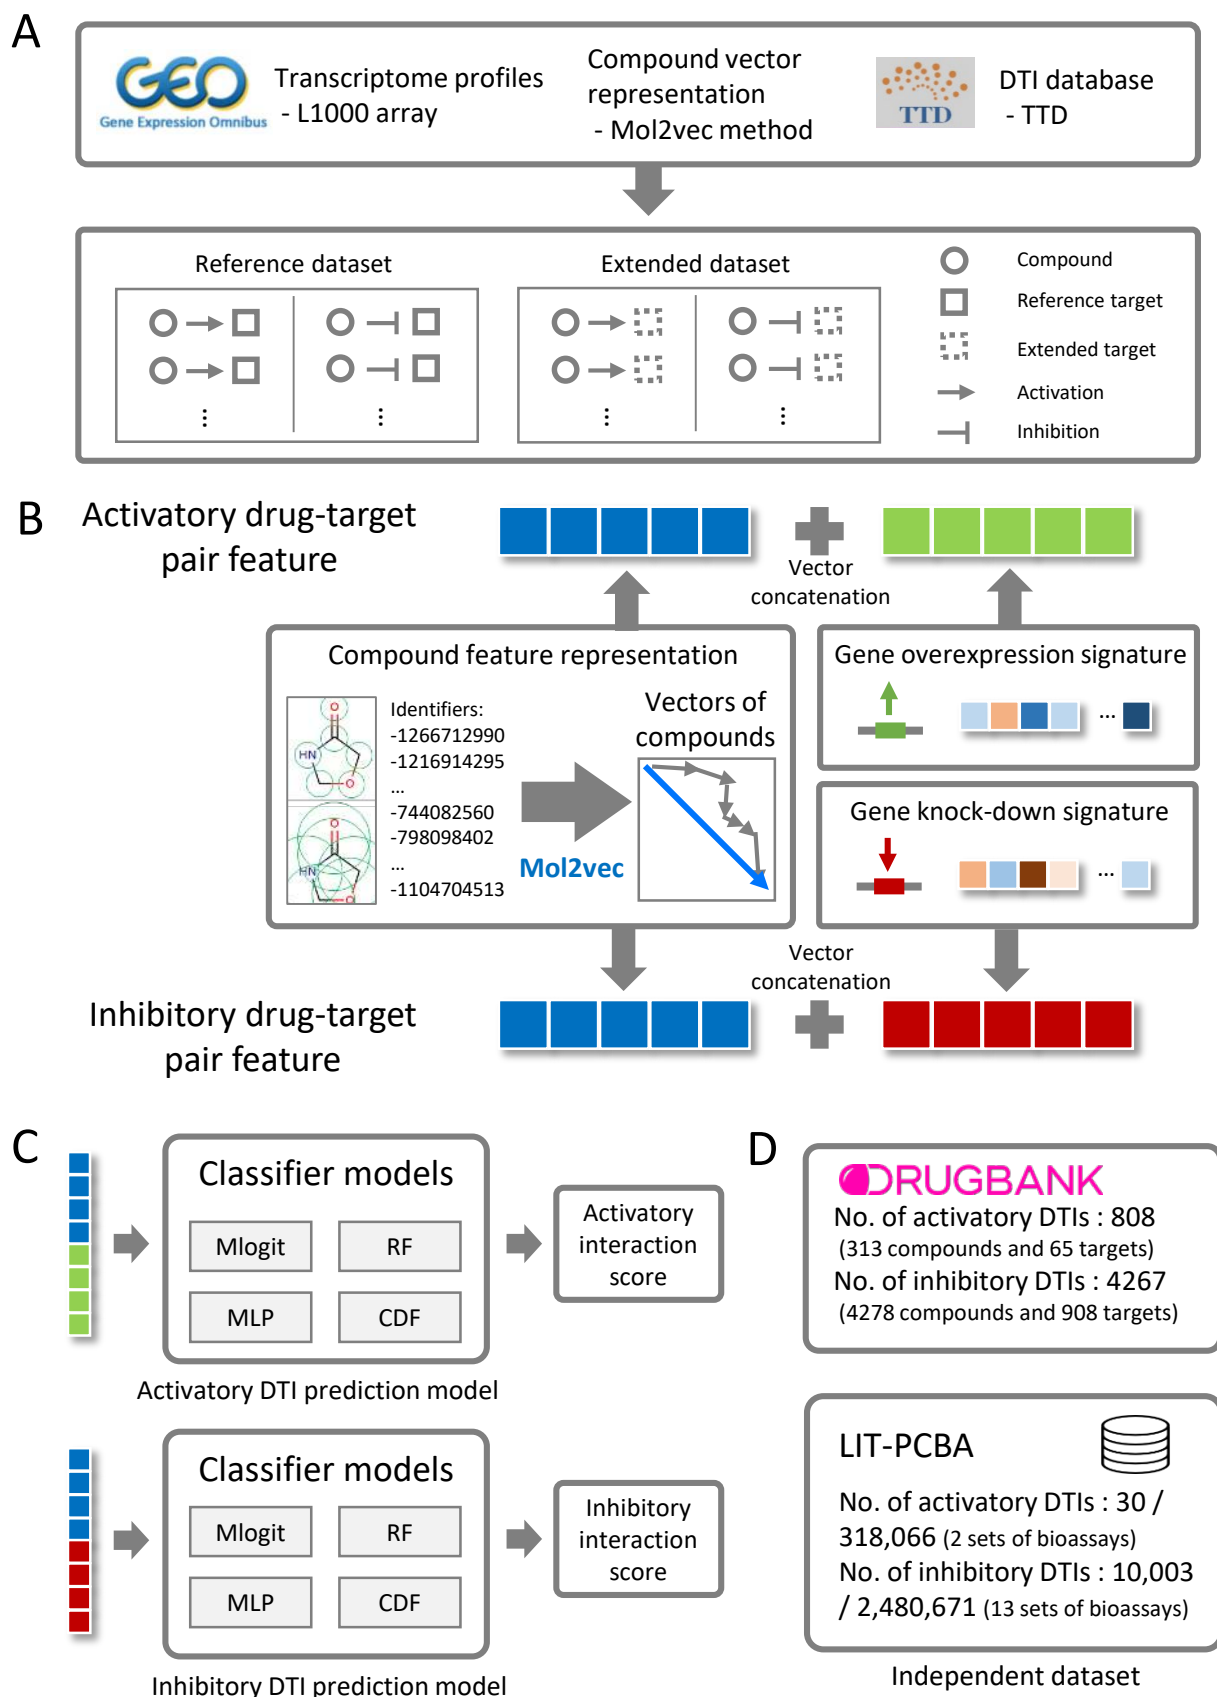 A
GEO
Gene Expression Omnibus
Transcriptome profiles
- L1000 array
Compound vector
representation
- Mol2vec method
TTD
DTI database
- TTD
Reference dataset
Extended dataset
...
...
...
...
Compound
Reference target
Extended target
Activation
Inhibition
B
Activatory drug-target
pair feature
Vector
concatenation
Compound feature representation
HN
O
O
HN
O
O
Identifiers:
-1266712990
-1216914295
...
-744082560
-798098402
...
-1104704513
Mol2vec
Vectors of
compounds
Gene overexpression signature
...
Gene knock-down signature
...
Vector
concatenation
Inhibitory drug-target
pair feature
C
Classifier models
Mlogit
RF
MLP
CDF
Activatory
interaction
score
Activatory DTI prediction model
Classifier models
Mlogit
RF
MLP
CDF
Inhibitory
interaction
score
Inhibitory DTI prediction model
D
DRUGBANK
No. of activatory DTIs : 808
(313 compounds and 65 targets)
No. of inhibitory DTIs : 4267
(4278 compounds and 908 targets)
LIT-PCBA
No. of activatory DTIs : 30 /
318,066 (2 sets of bioassays)
No. of inhibitory DTIs : 10,003
/ 2,480,671 (13 sets of bioassays)
Independent dataset